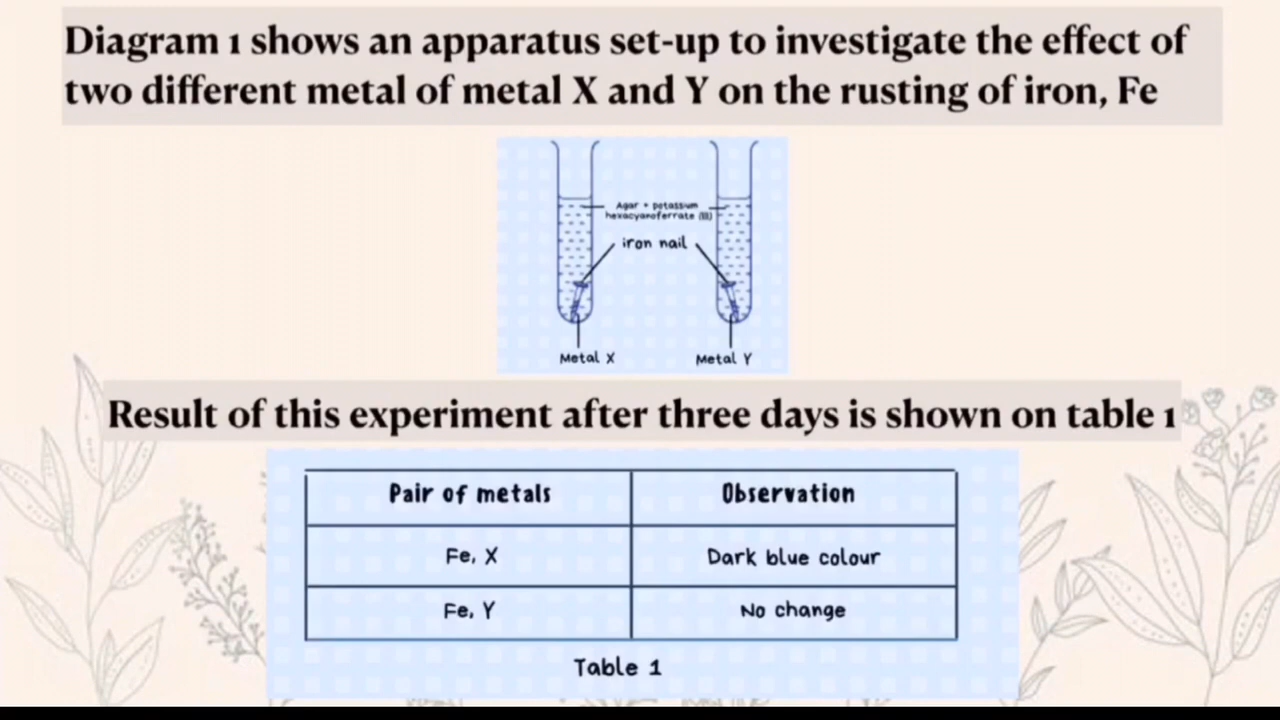 Diagram 1 shows an apparatus set-up to investigate the effect of
two different metal of metal X and Y on the rusting of iron, Fe
Agar + potassium
hexacyanoferrate (III)
iron nail
Metal X
Metal Y
Result of this experiment after three days is shown on table 1
Pair of metals
Observation
Fe, X
Dark blue colour
Fe, Y
No change
Table 1